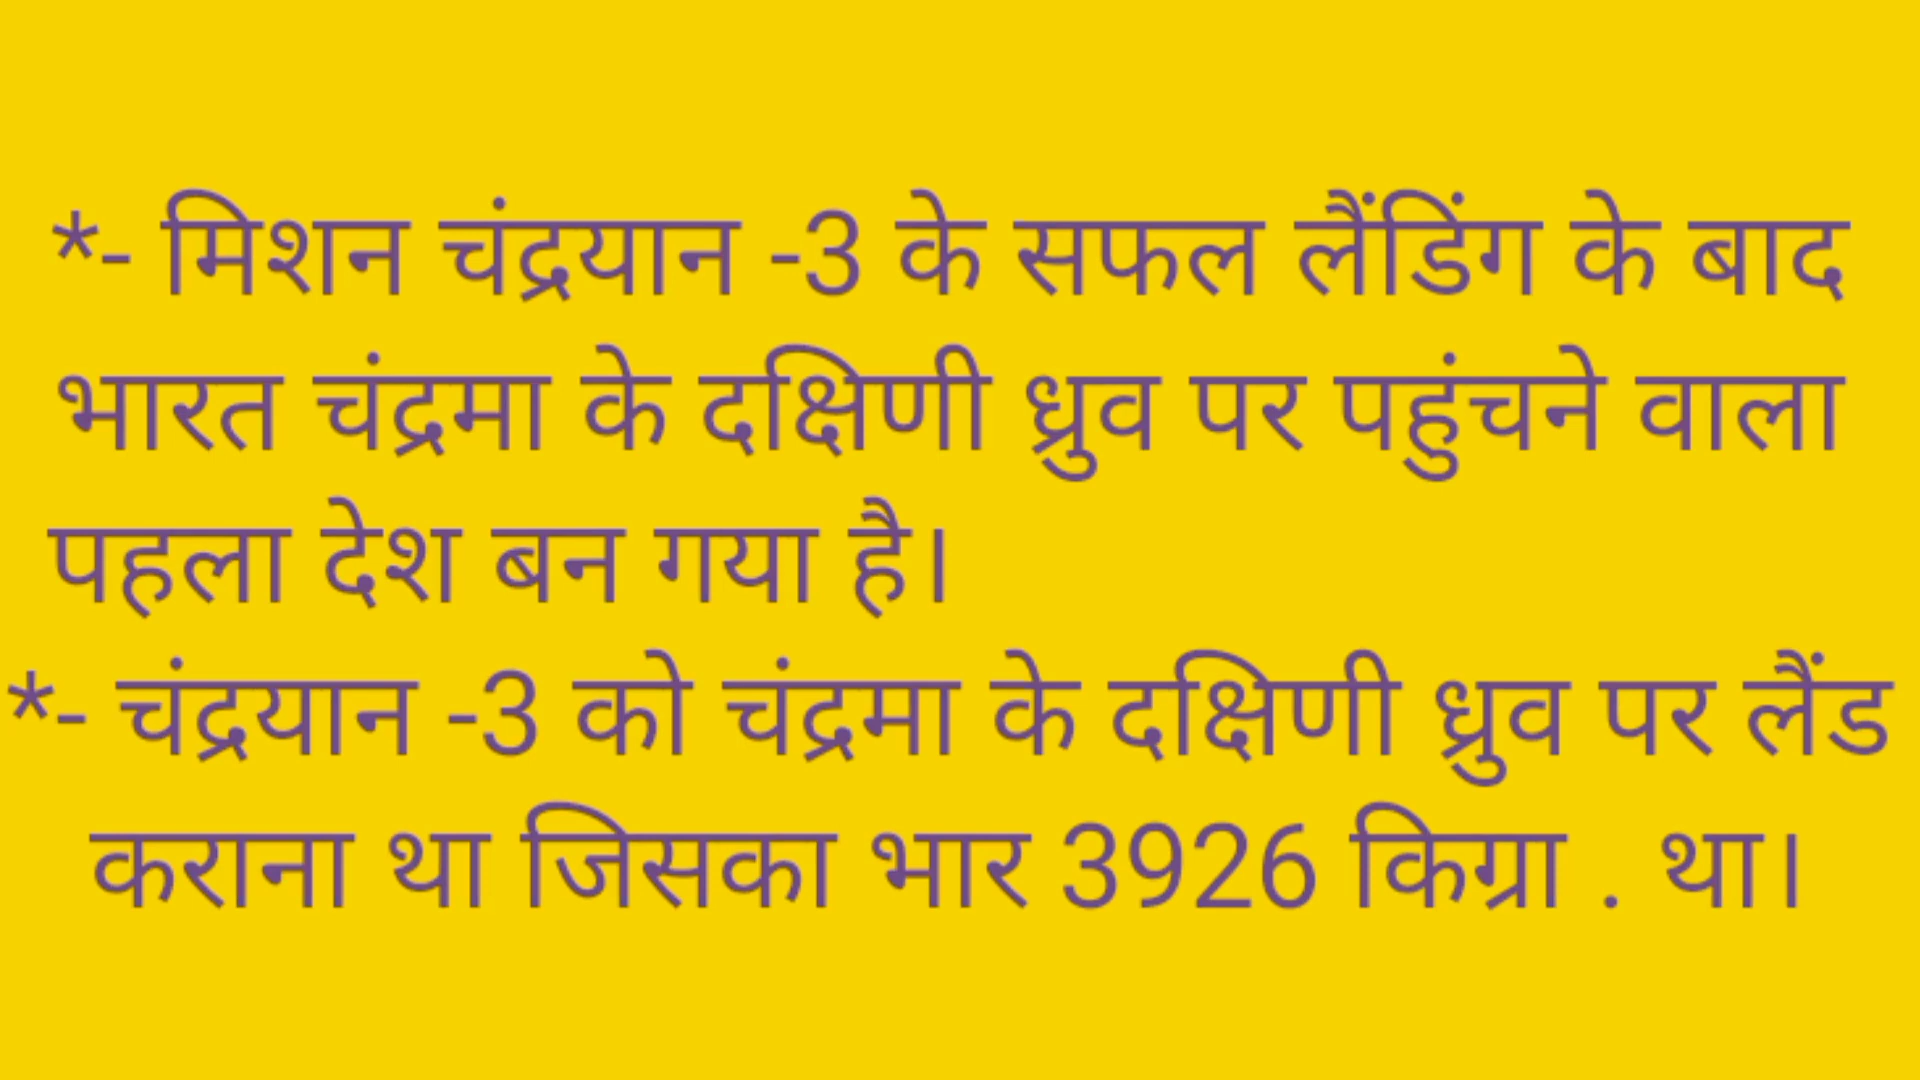 *- मिशन चंद्रयान -3 के सफल लैंडिंग के बाद
भारत चंद्रमा के दक्षिणी ध्रुव पर पहुंचने वाला
पहला देश बन गया है।
*- चंद्रयान -3 को चंद्रमा के दक्षिणी ध्रुव पर लैंड
कराना था जिसका भार 3926 किग्रा . था।